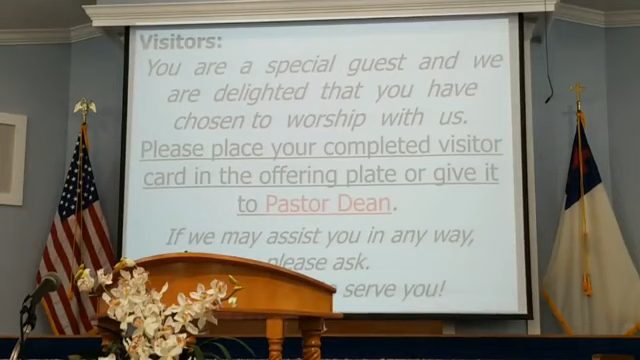 Visitors:
You are a special guest and we
are delighted that you have
chosen to worship with us.
Please place your completed visitor
card in the offering plate or give it
to Pastor Dean.
If we may assist you in any way,
please ask.
serve you!